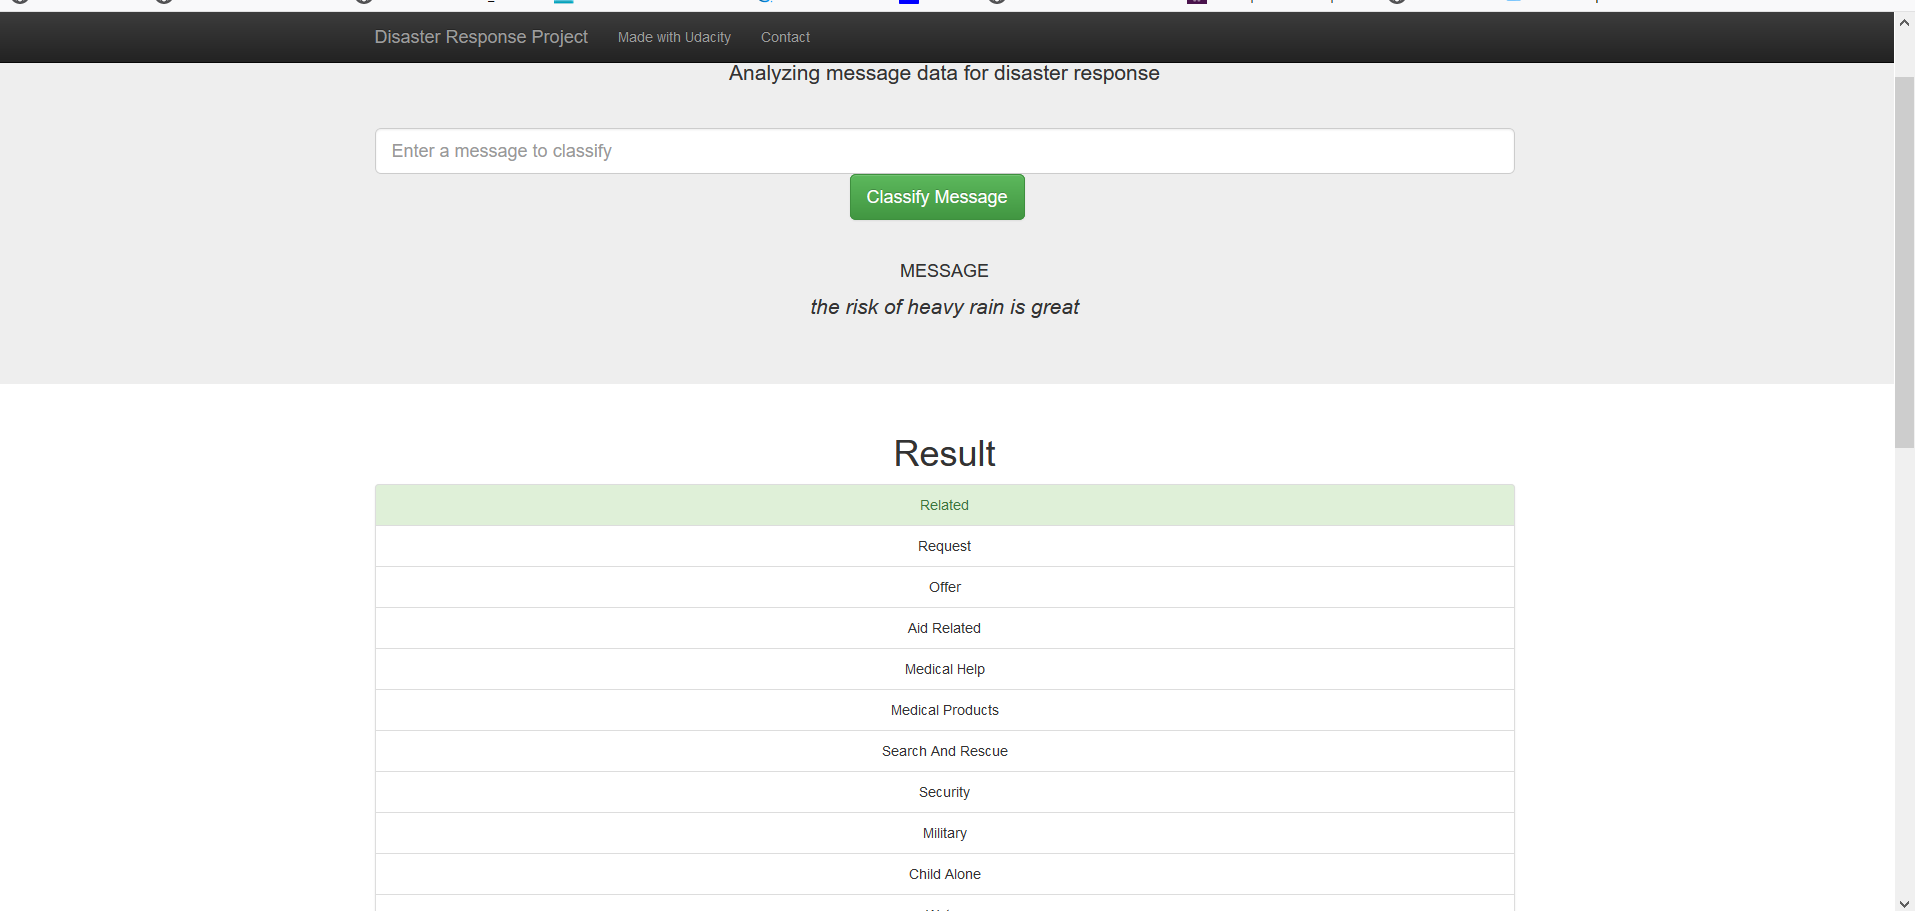 Disaster Response Project Made with Udacity Contact
Analyzing message data for disaster response
Enter a message to classify
Classify Message
MESSAGE
the risk of heavy rain is great
Result
Related
Request
Offer
Aid Related
Medical Help
Medical Products
Search And Rescue
Security
Military
Child Alone